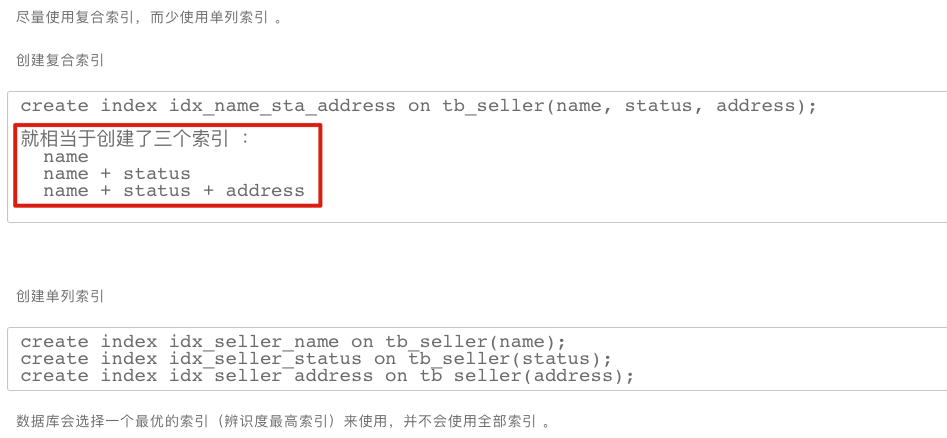 尽量使用复合索引，而少使用单列索引 。
创建复合索引
create index idx_name_sta_address on tb_seller(name, status, address);
就相当于创建了三个索引 ：
name
name + status
name + status + address
创建单列索引
create index idx_seller_name on tb_seller(name);
create index idx_seller_status on tb_seller(status);
create index idx_seller_address on tb seller(address);
数据库会选择一个最优的索引（辨识度最高索引）来使用，并不会使用全部索引 。